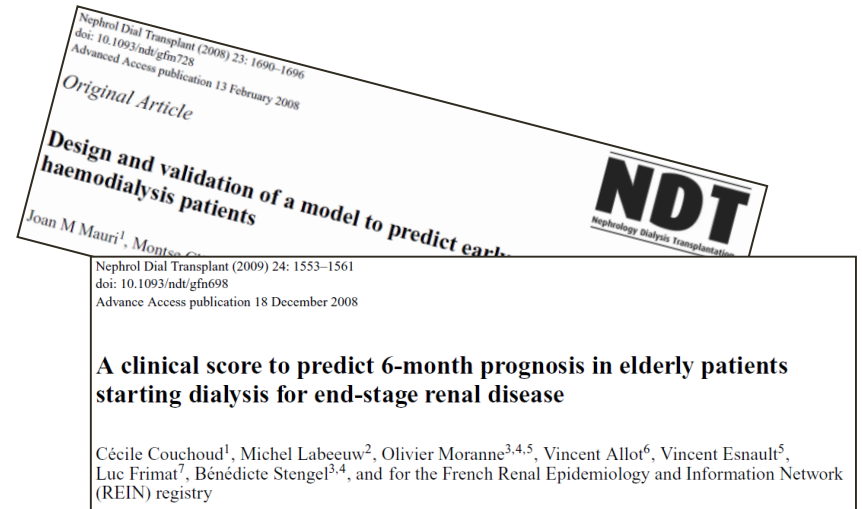 Nephrol Dial Transplant (2008) 23: 1690–1696
doi: 10.1093/ndt/gfm728
Advanced Access publication 13 February 2008
Original Article
Design and validation of a model to predict early
haemodialysis patients
Joan M Mauri¹, Montse
NDT
Nephrology Dialysis Transplantation
Nephrol Dial Transplant (2009) 24: 1553–1561
doi: 10.1093/ndt/gfn698
Advance Access publication 18 December 2008
A clinical score to predict 6-month prognosis in elderly patients
starting dialysis for end-stage renal disease
Cécile Couchoud¹, Michel Labeeuw², Olivier Moranne³,⁴,⁵, Vincent Allot⁶, Vincent Esnault⁵,
Luc Frimat⁷, Bénédicte Stengel³,⁴, and for the French Renal Epidemiology and Information Network
(REIN) registry